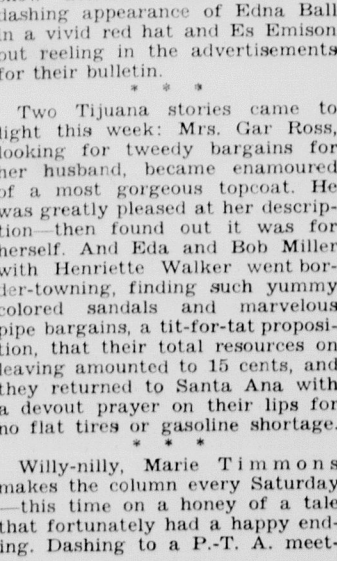 dashing appearance of Edna Ball
in a vivid red hat and Es Emison
out reeling in the advertisements
for their bulletin.
* * *
Two Tijuana stories came to
light this week: Mrs. Gar Ross,
looking for tweedy bargains for
her husband, became enamoured
of a most gorgeous topcoat. He
was greatly pleased at her descrip-
tion—then found out it was for
herself. And Eda and Bob Miller
with Henriette Walker went bor-
der-towning, finding such yummy
colored sandals and marvelous
pipe bargains, a tit-for-tat proposi-
tion, that their total resources on
leaving amounted to 15 cents, and
they returned to Santa Ana with
a devout prayer on their lips for
no flat tires or gasoline shortage.
* * *
Willy-nilly, Marie Timmons
makes the column every Saturday
—this time on a honey of a tale
that fortunately had a happy end-
ing. Dashing to a P.-T. A. meet-